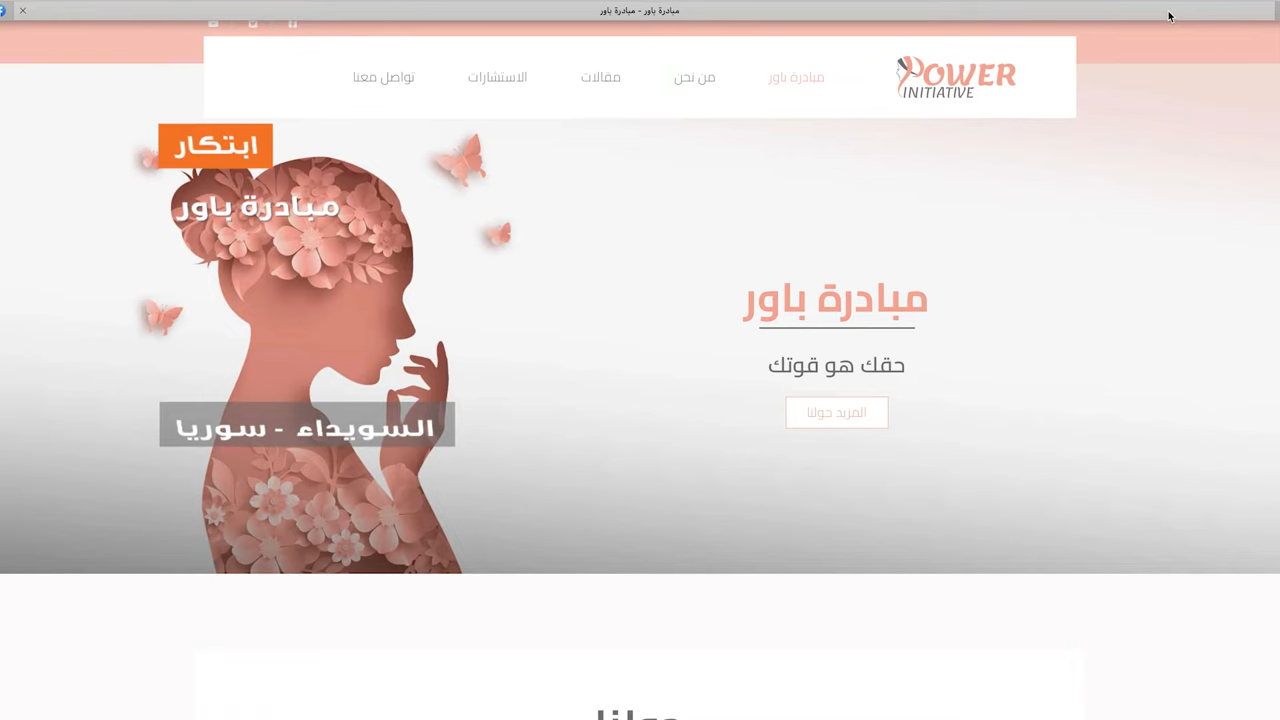 مبادرة باور - مبادرة باور
POWER
INITIATIVE
مبادرة باور
من نحن
مقالات
الاستشارات
تواصل معنا
ابتكار
مبادرة باور
مبادرة باور
حقك هو قوتك
المزيد حولنا
السويداء - سوريا
حولنا